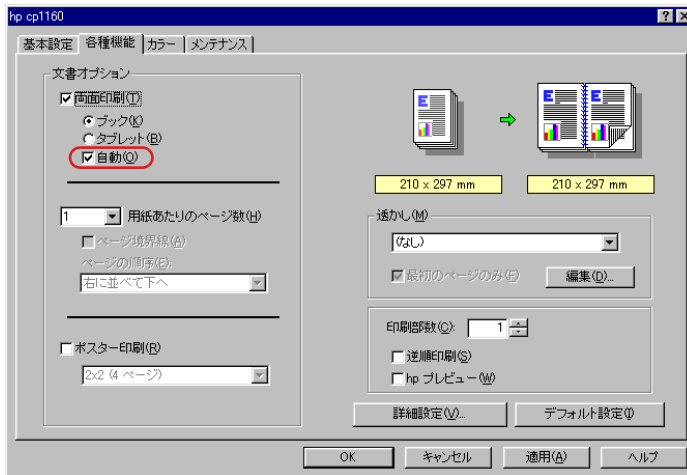 hp cp1160
基本設定 各種機能 カラー メンテナンス
文書オプション
両面印刷(T)
ブック(K)
タブレット(B)
自動(O)
1 用紙あたりのページ数(H)
ページ境界線(A)
ページの順序(E):
右に並べて下へ
ポスター印刷(R)
2x2 (4 ページ)
E
E E
210 x 297 mm 210 x 297 mm
透かし(M)
(なし)
最初のページのみ(F) 編集(D)...
印刷部数(C): 1
逆順印刷(S)
hp プレビュー(W)
詳細設定(V)... デフォルト設定(I)
OK キャンセル 適用(A) ヘルプ